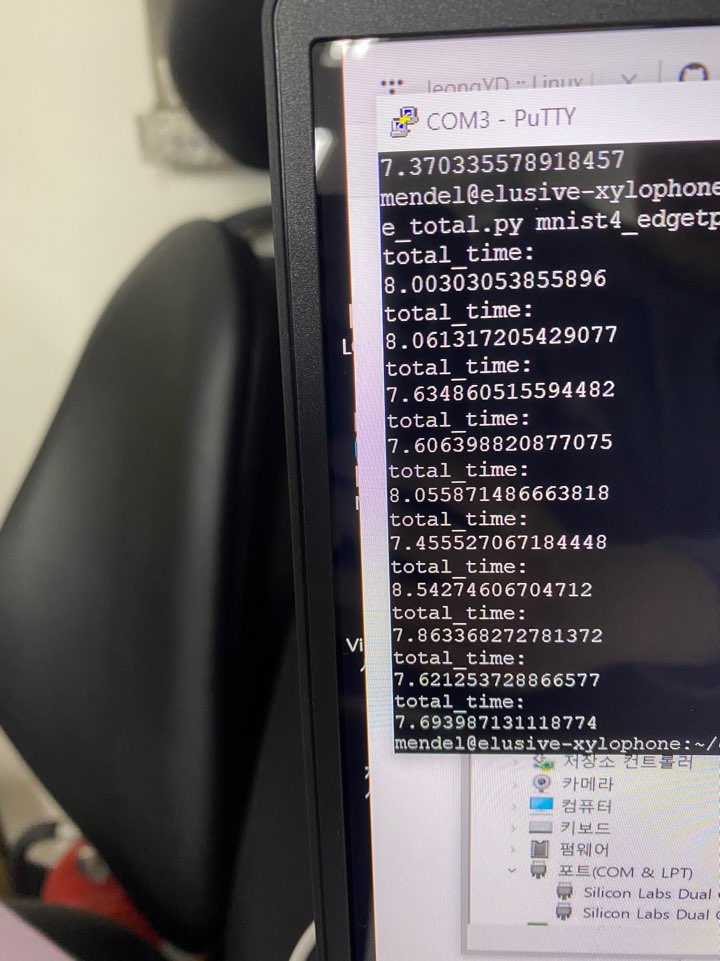 COM3 - PuTTY
7.370335578918457
mendel@elusive-xylophone
e_total.py mnist4_edgetp
total_time:
8.00303053855896
total_time:
8.061317205429077
total_time:
7.634860515594482
total_time:
7.606398820877075
total_time:
8.055871486663818
total_time:
7.455527067184448
total_time:
8.54274606704712
total_time:
7.863368272781372
total_time:
7.621253728866577
total_time:
7.693987131118774
mendel@elusive-xylophone:~/
저장소 컨트롤러
카메라
컴퓨터
키보드
펌웨어
포트(COM & LPT)
Silicon Labs Dual
Silicon Labs Dual